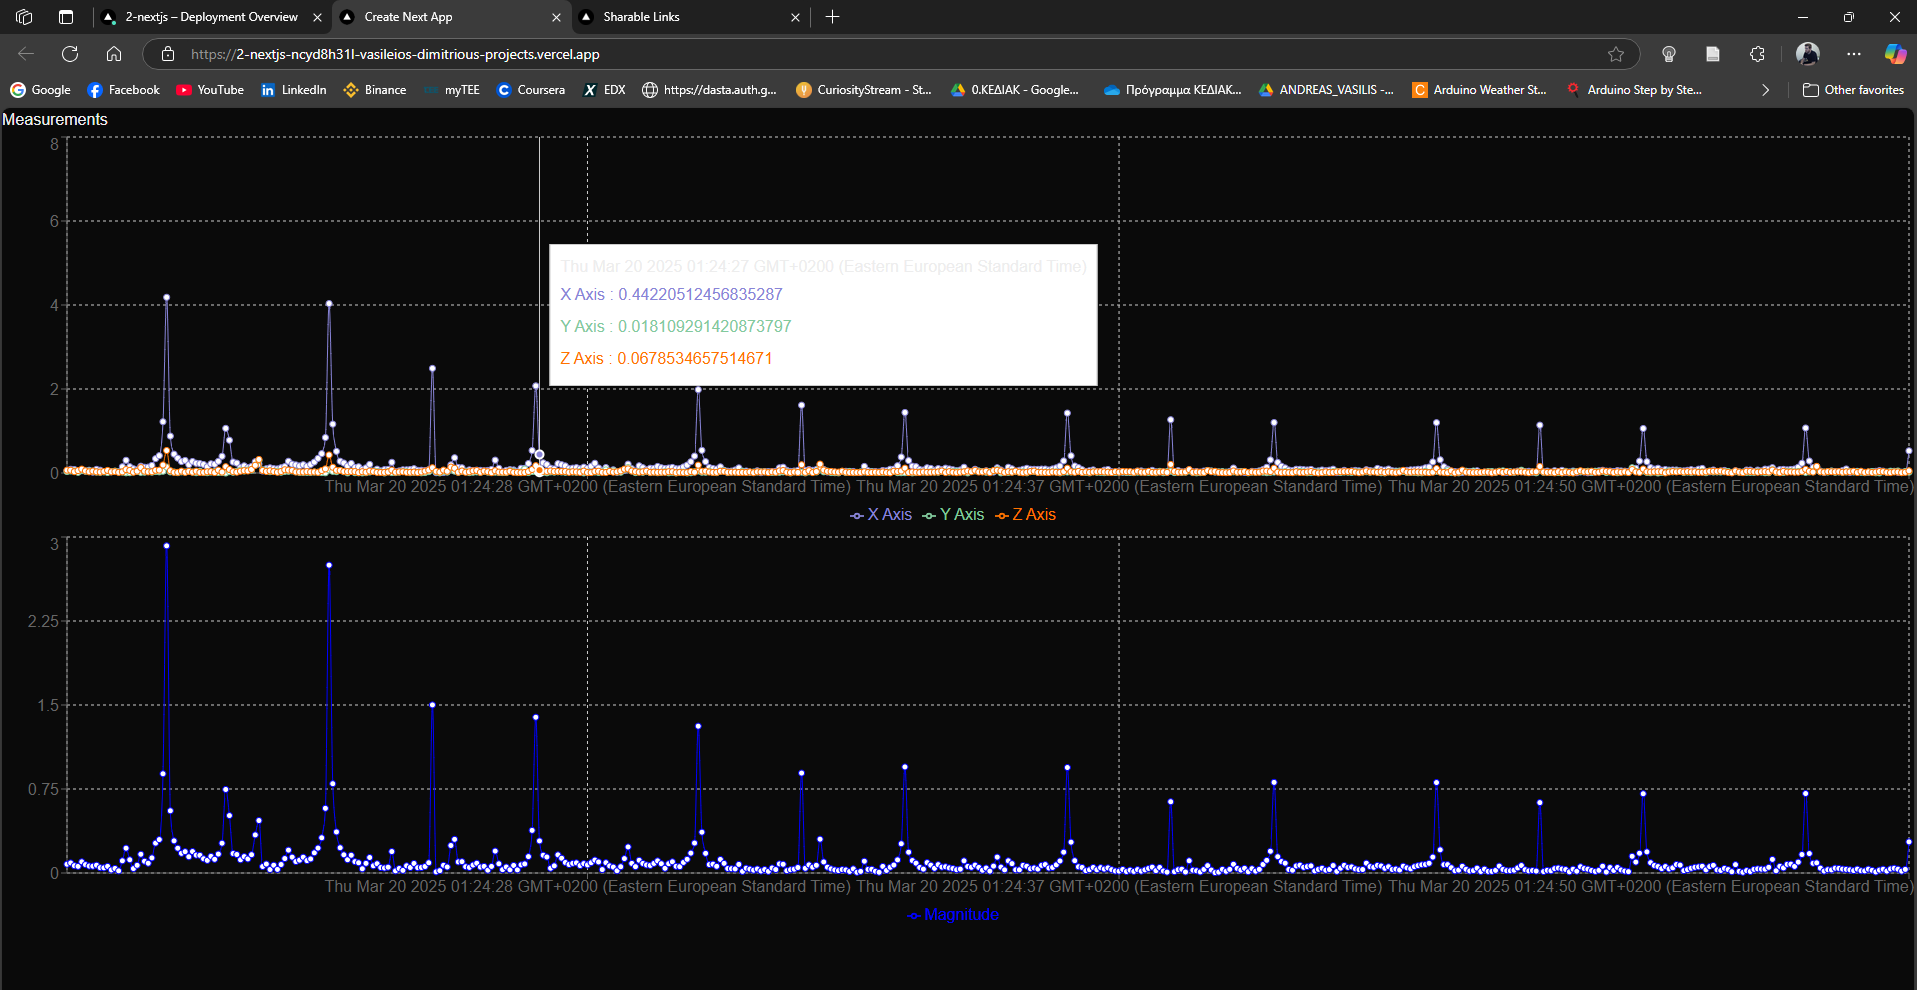 2-nextjs – Deployment Overview
Create Next App
Sharable Links
https://2-nextjs-ncyd8h31l-vasileios-dimitrious-projects.vercel.app
Google
Facebook
YouTube
LinkedIn
Binance
myTEE
Coursera
EDX
https://dasta.auth.g...
CuriosityStream - St...
0.ΚΕΔΙΑΚ - Google...
Πρόγραμμα ΚΕΔΙΑΚ...
ANDREAS_VASILIS -...
Arduino Weather St...
Arduino Step by Ste...
Other favorites
Measurements
8
6
4
2
0
Thu Mar 20 2025 01:24:27 GMT+0200 (Eastern European Standard Time)
X Axis : 0.44220512456835287
Y Axis : 0.018109291420873797
Z Axis : 0.0678534657514671
Thu Mar 20 2025 01:24:28 GMT+0200 (Eastern European Standard Time)
Thu Mar 20 2025 01:24:37 GMT+0200 (Eastern European Standard Time)
Thu Mar 20 2025 01:24:50 GMT+0200 (Eastern European Standard Time)
X Axis
Y Axis
Z Axis
3
2.25
1.5
0.75
0
Thu Mar 20 2025 01:24:28 GMT+0200 (Eastern European Standard Time)
Thu Mar 20 2025 01:24:37 GMT+0200 (Eastern European Standard Time)
Thu Mar 20 2025 01:24:50 GMT+0200 (Eastern European Standard Time)
Magnitude